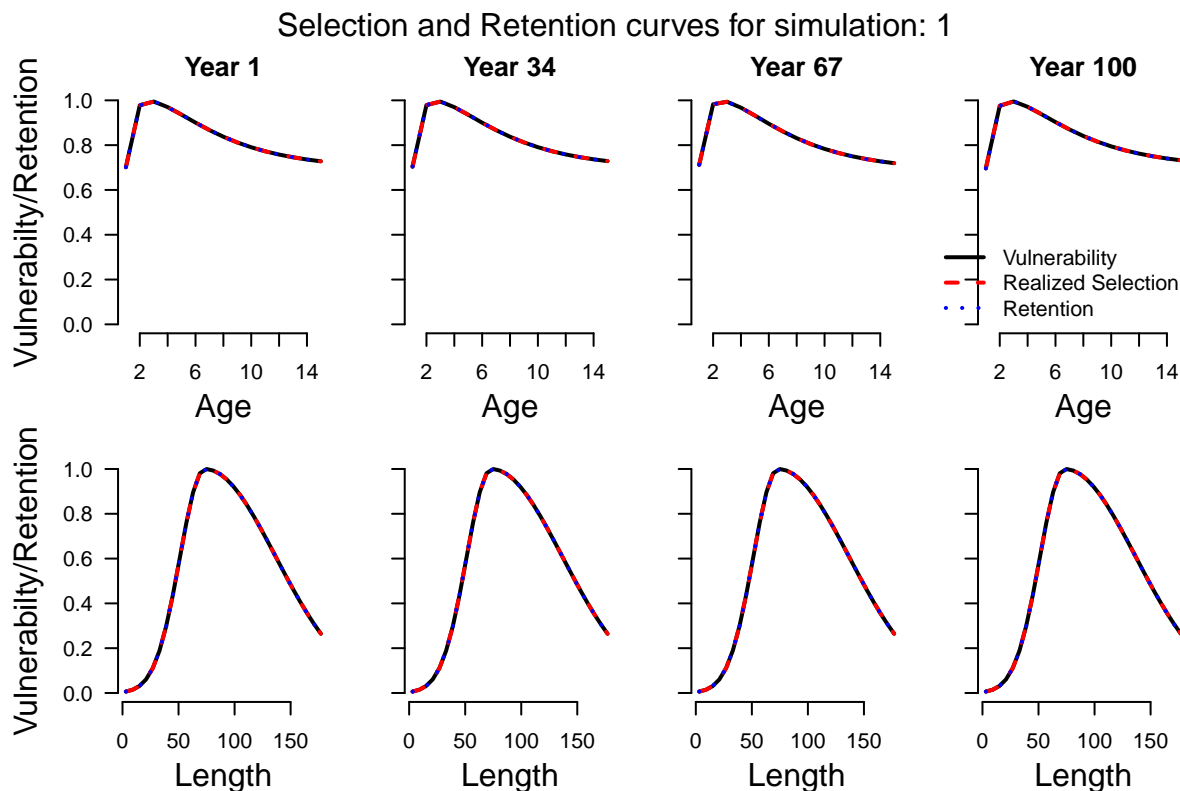 Selection and Retention curves for simulation: 1
Year 1 Year 34 Year 67 Year 100
Vulnerabilty/Retention
1.0
0.8
0.6
0.4
0.2
0.0
Vulnerability
Realized Selection
Retention
2 6 10 14 2 6 10 14 2 6 10 14 2 6 10 14
Age Age Age Age
Vulnerabilty/Retention
1.0
0.8
0.6
0.4
0.2
0.0
0 50 100 150 0 50 100 150 0 50 100 150 0 50 100 150
Length Length Length Length